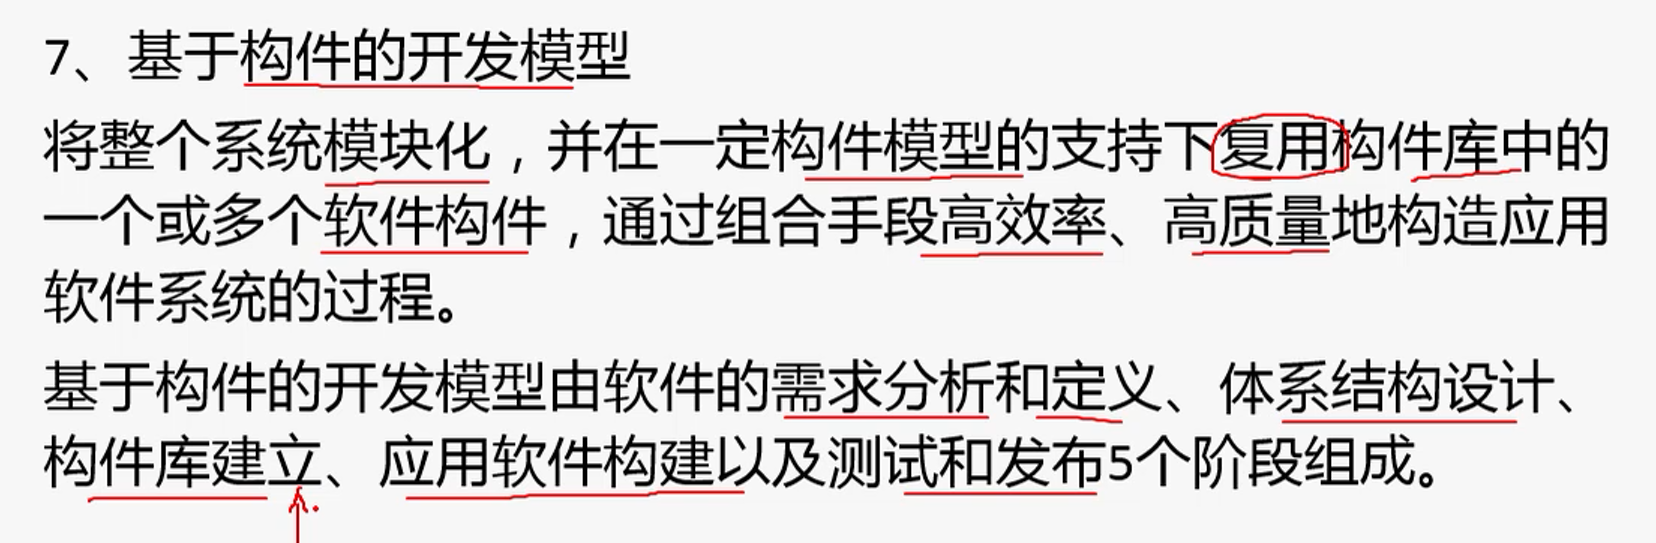 7、基于构件的开发模型
将整个系统模块化，并在一定构件模型的支持下复用构件库中的
一个或多个软件构件，通过组合手段高效率、高质量地构造应用
软件系统的过程。
基于构件的开发模型由软件的需求分析和定义、体系结构设计、
构件库建立、应用软件构建以及测试和发布5个阶段组成。